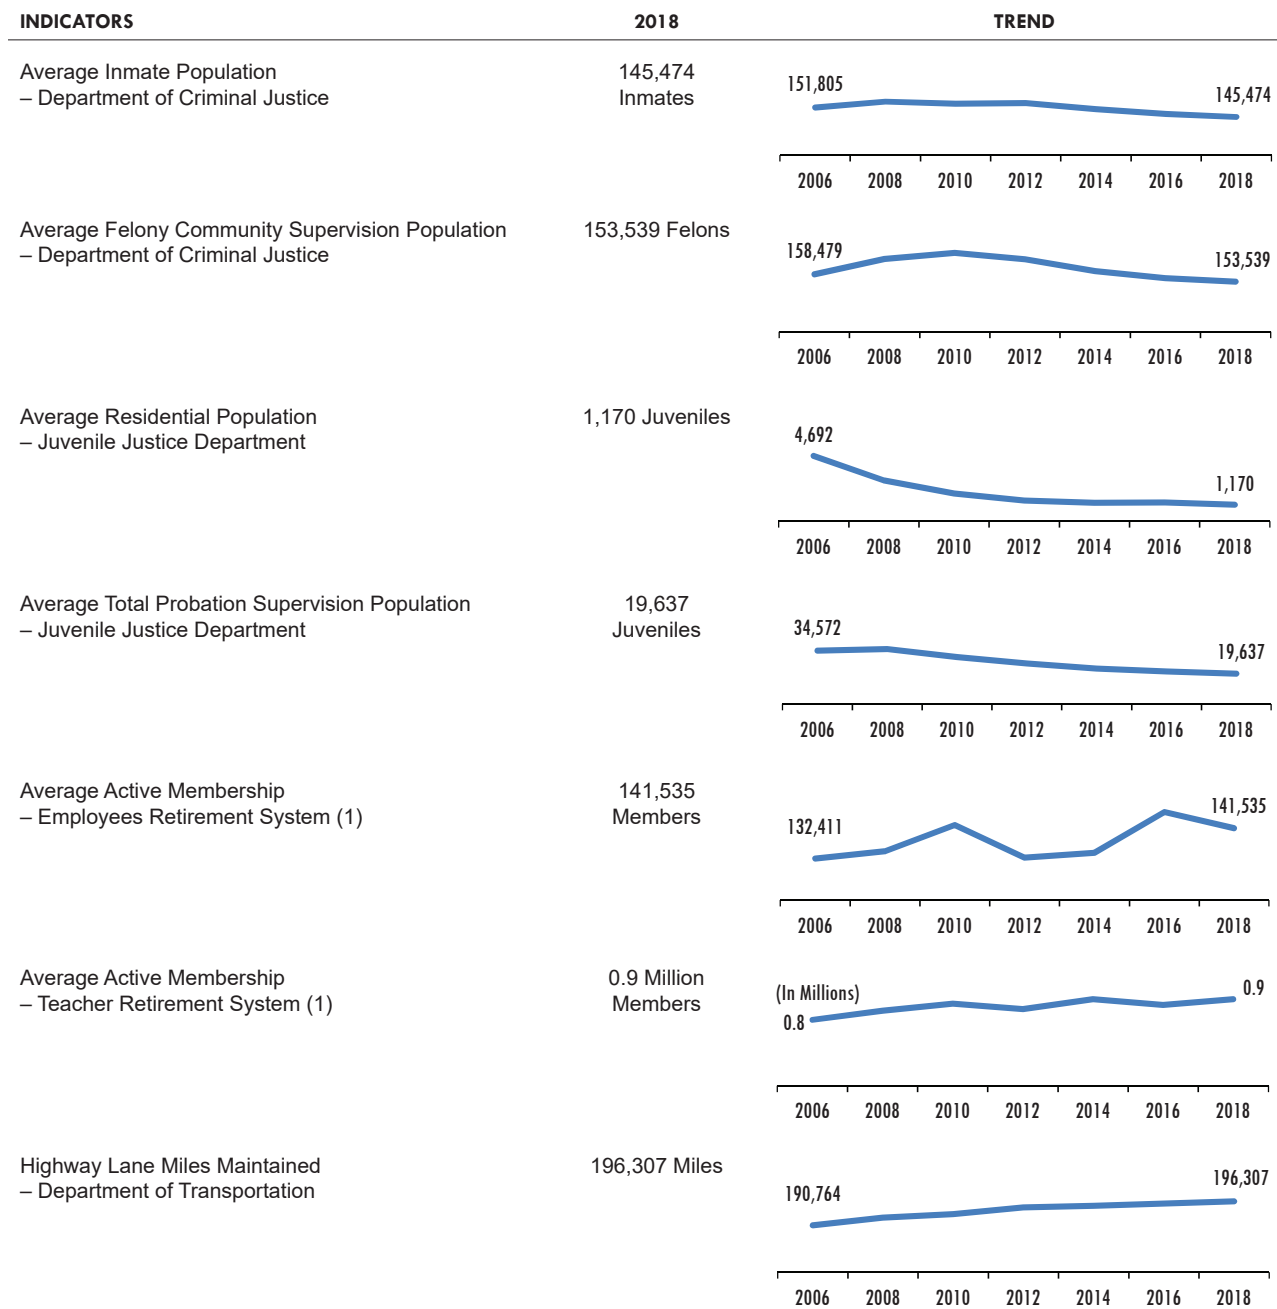 INDICATORS 2018 TREND
Average Inmate Population 145,474
– Department of Criminal Justice Inmates
151,805 145,474
2006 2008 2010 2012 2014 2016 2018
Average Felony Community Supervision Population 153,539 Felons
– Department of Criminal Justice
158,479 153,539
2006 2008 2010 2012 2014 2016 2018
Average Residential Population 1,170 Juveniles
– Juvenile Justice Department
4,692 1,170
2006 2008 2010 2012 2014 2016 2018
Average Total Probation Supervision Population 19,637
– Juvenile Justice Department Juveniles
34,572 19,637
2006 2008 2010 2012 2014 2016 2018
Average Active Membership 141,535
– Employees Retirement System (1) Members
132,411 141,535
2006 2008 2010 2012 2014 2016 2018
Average Active Membership 0.9 Million
– Teacher Retirement System (1) Members
(In Millions) 0.9
0.8
2006 2008 2010 2012 2014 2016 2018
Highway Lane Miles Maintained 196,307 Miles
– Department of Transportation
190,764 196,307
2006 2008 2010 2012 2014 2016 2018